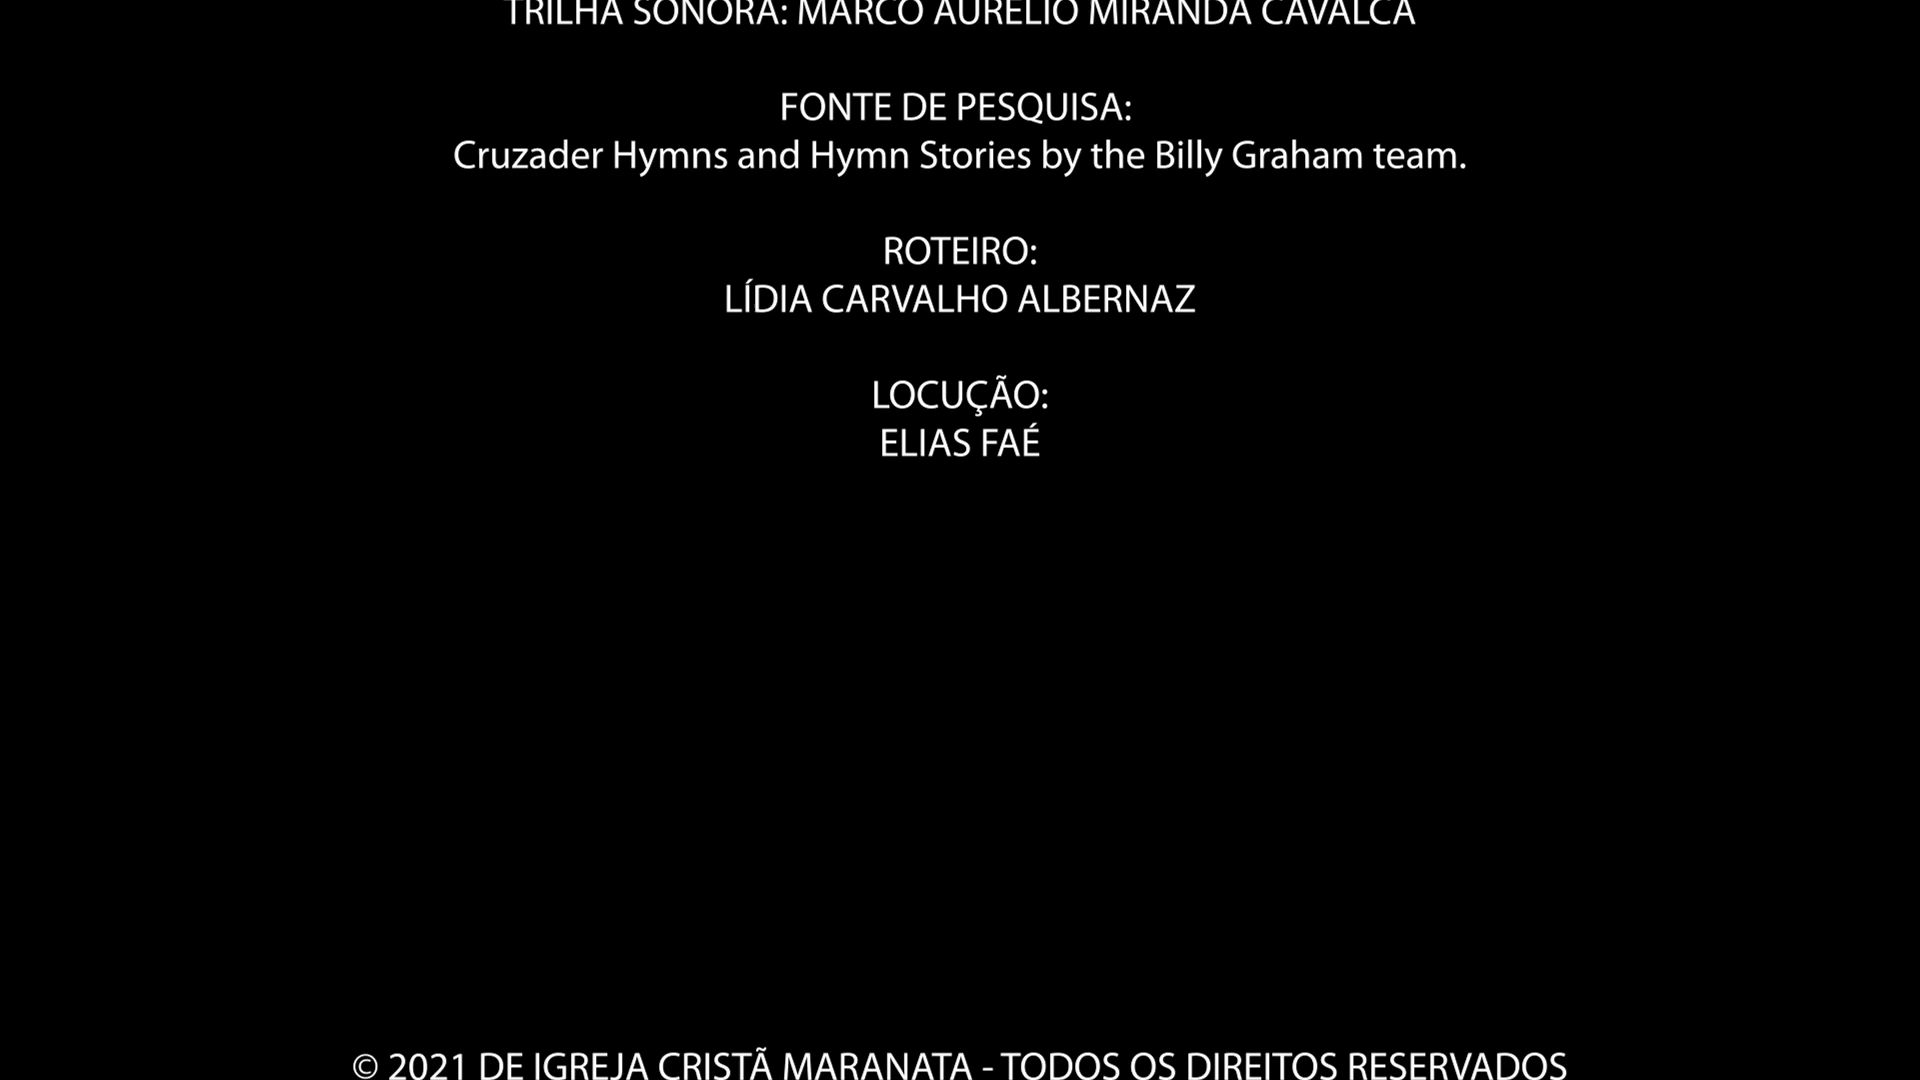 TRILHA SONORA: MARCO AURÉLIO MIRANDA CAVALCA
FONTE DE PESQUISA:
Cruzader Hymns and Hymn Stories by the Billy Graham team.
ROTEIRO:
LÍDIA CARVALHO ALBERNAZ
LOCUÇÃO:
ELIAS FAÉ
© 2021 DE IGREJA CRISTÃ MARANATA - TODOS OS DIREITOS RESERVADOS